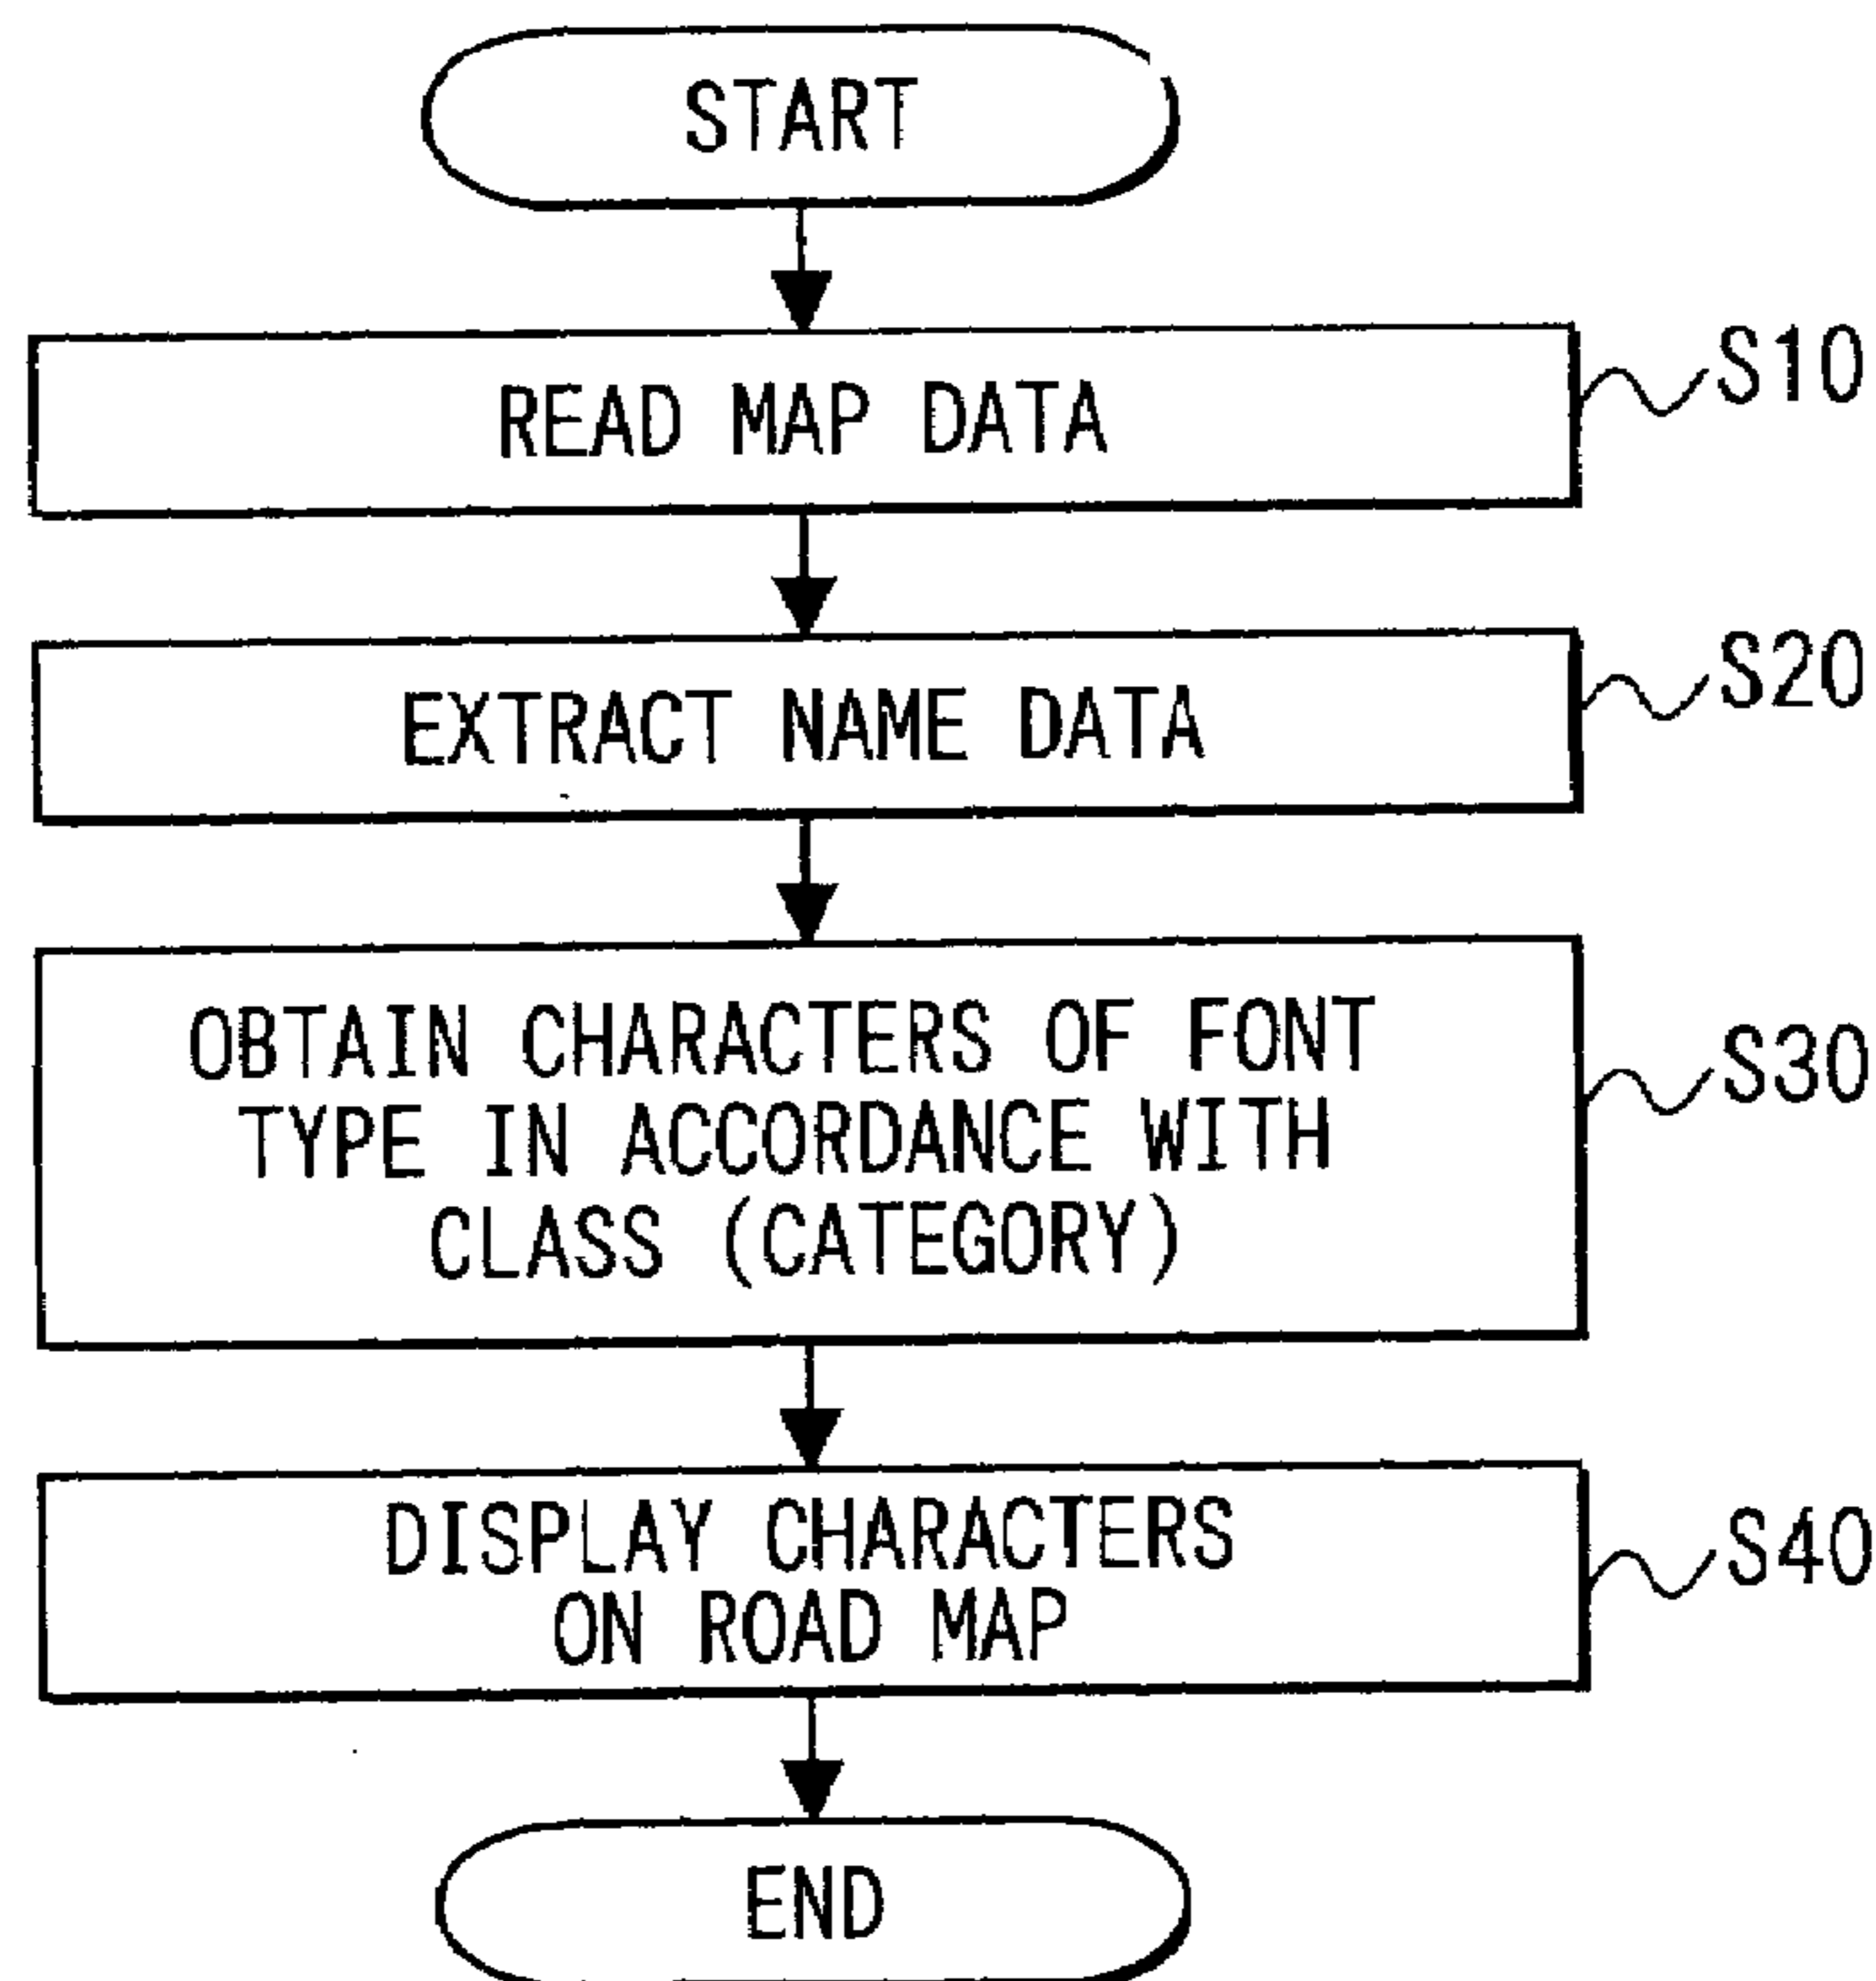 START
READ MAP DATA
S10
EXTRACT NAME DATA
S20
OBTAIN CHARACTERS OF FONT
TYPE IN ACCORDANCE WITH
CLASS (CATEGORY)
S30
DISPLAY CHARACTERS
ON ROAD MAP
S40
END